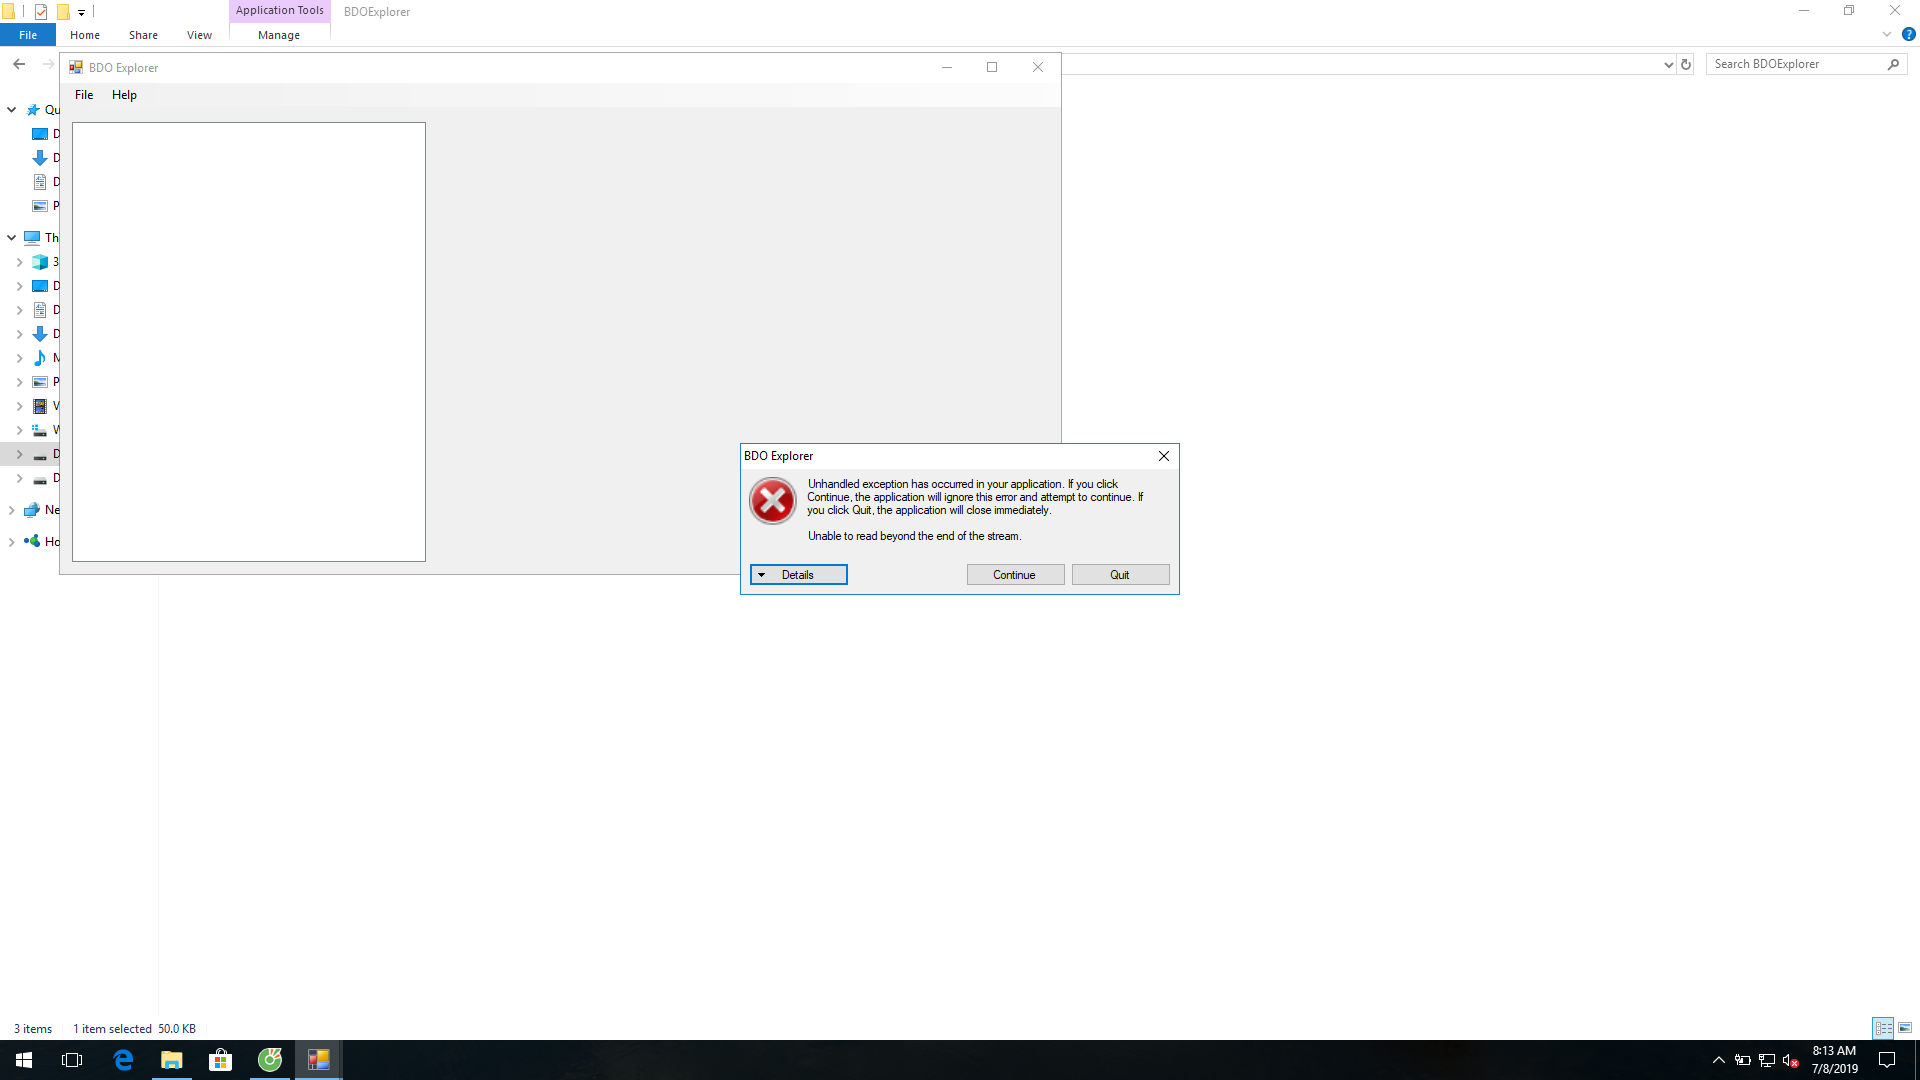 Application Tools
BDOExplorer
File
Home
Share
View
Manage
?
BDO Explorer
Search BDOExplorer
File
Help
Qu
D
D
D
P
Th
3
D
D
D
M
P
V
W
D
D
Ne
Ho
BDO Explorer
Unhandled exception has occurred in your application. If you click
Continue, the application will ignore this error and attempt to continue. If
you click Quit, the application will close immediately.
Unable to read beyond the end of the stream.
Details
Continue
Quit
3 items
1 item selected 50.0 KB
8:13 AM
7/8/2019